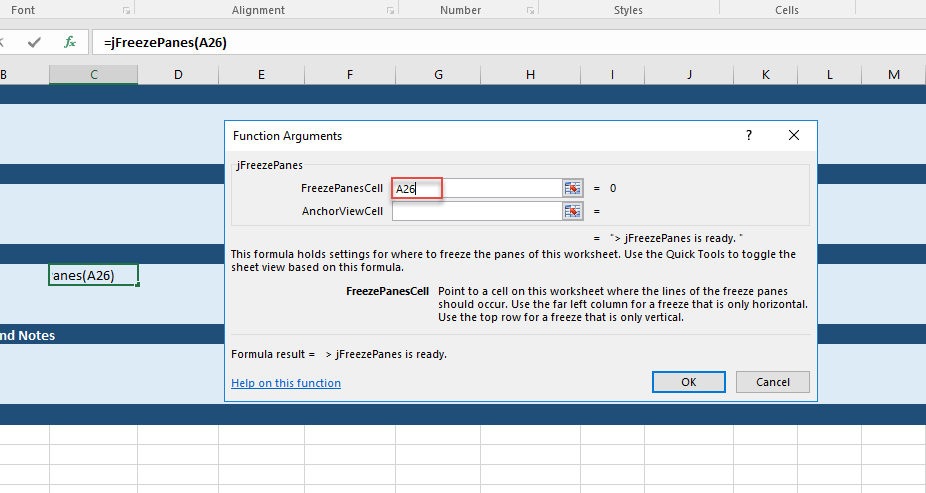 Font Alignment Number Styles Cells
fx =jFreezePanes(A26)
B C D E F G H I J K L M
Function Arguments ?
jFreezePanes
FreezePanesCell A26 = 0
AnchorViewCell =
= "> jFreezePanes is ready. "
This formula holds settings for where to freeze the panes of this worksheet. Use the Quick Tools to toggle the
sheet view based on this formula.
anes(A26)
FreezePanesCell Point to a cell on this worksheet where the lines of the freeze panes
should occur. Use the far left column for a freeze that is only horizontal.
Use the top row for a freeze that is only vertical.
nd Notes
Formula result = > jFreezePanes is ready.
Help on this function OK Cancel